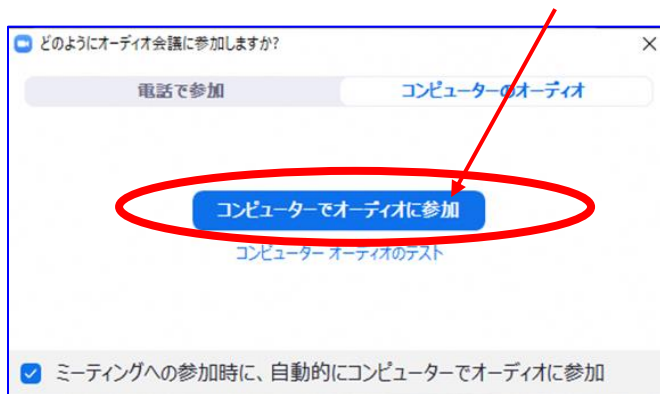 どのようにオーディオ会議に参加しますか?
電話で参加
コンピューターのオーディオ
コンピューターでオーディオに参加
コンピューター オーディオのテスト
ミーティングへの参加時に、自動的にコンピューターでオーディオに参加